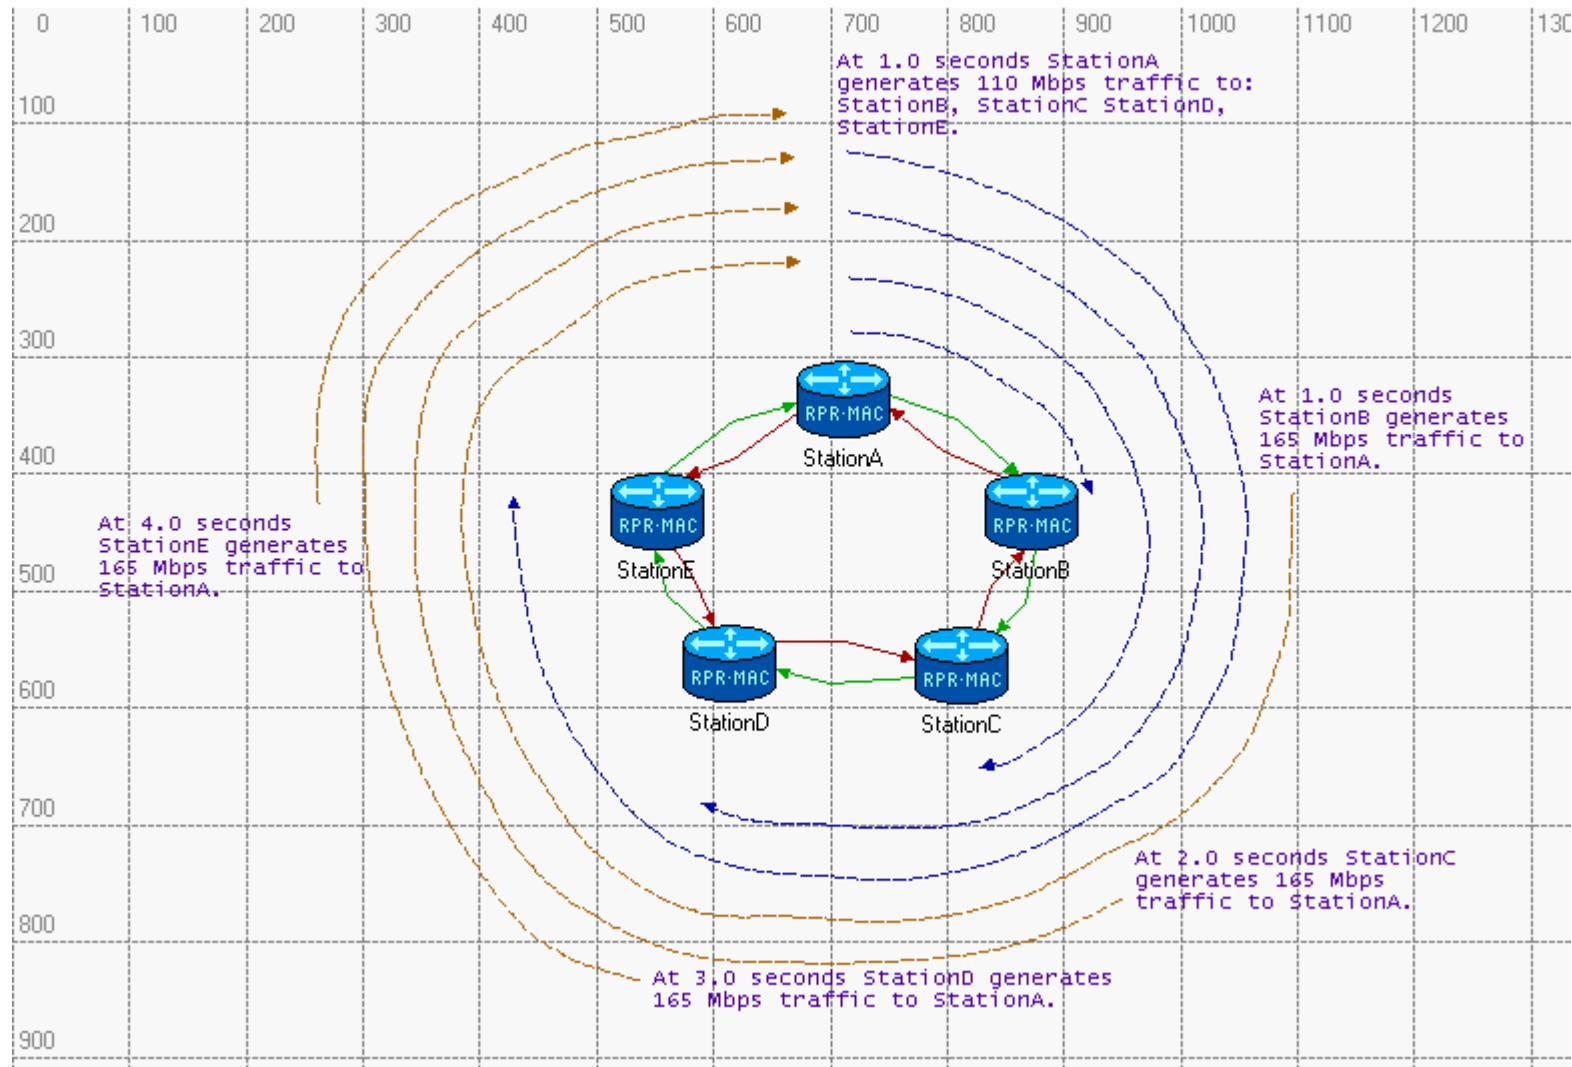 0 100 200 300 400 500 600 700 800 900 1000 1100 1200 130
At 1.0 seconds StationA
generates 110 Mbps traffic to:
StationB, StationC StationD,
StationE.
100
200
300
400
500
600
700
800
900
RPR-MAC
StationA
At 1.0 seconds
StationB generates
165 Mbps traffic to
StationA.
RPR-MAC
StationE
RPR-MAC
StationB
At 4.0 seconds
StationE generates
165 Mbps traffic to
StationA.
RPR-MAC
StationD
RPR-MAC
StationC
At 2.0 seconds StationC
generates 165 Mbps
traffic to StationA.
At 3.0 seconds StationD generates
165 Mbps traffic to StationA.